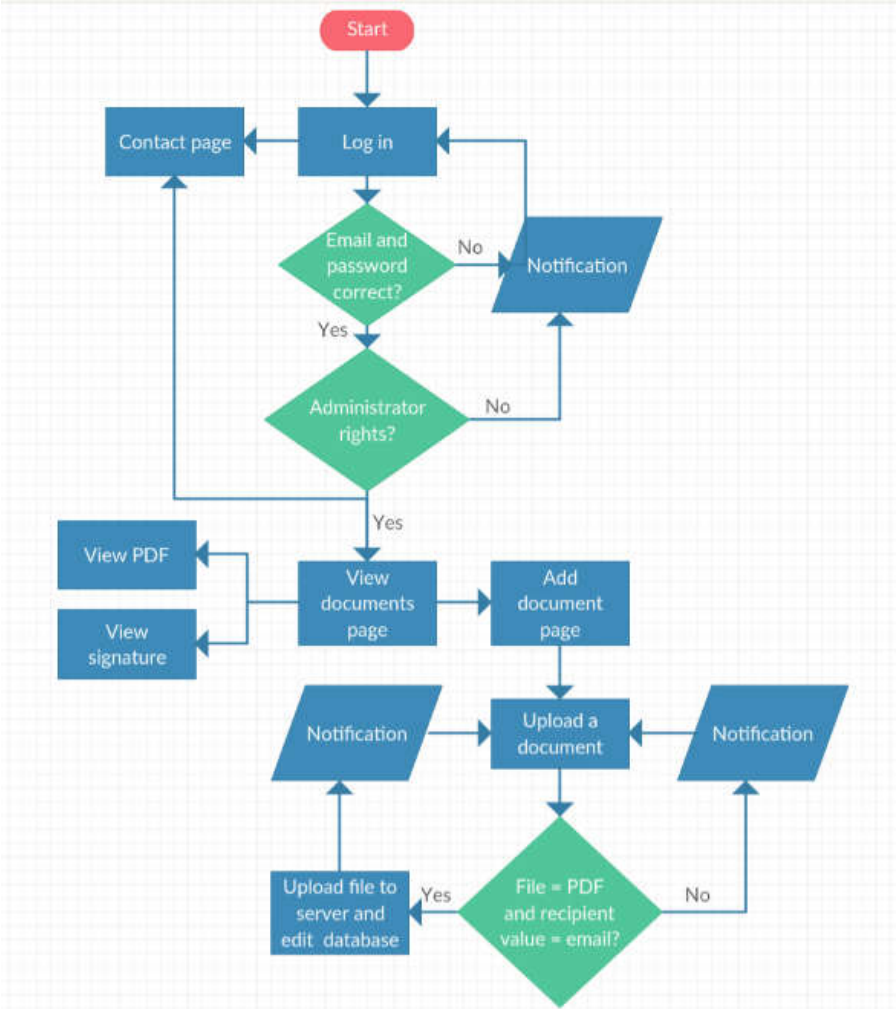 Start
Contact page
Log in
Email and
password
correct?
No
Notification
Yes
Administrator
rights?
No
Yes
View PDF
View
documents
page
Add
document
page
View
signature
Notification
Upload a
document
Notification
Upload file to
server and
edit database
Yes
File = PDF
and recipient
value = email?
No